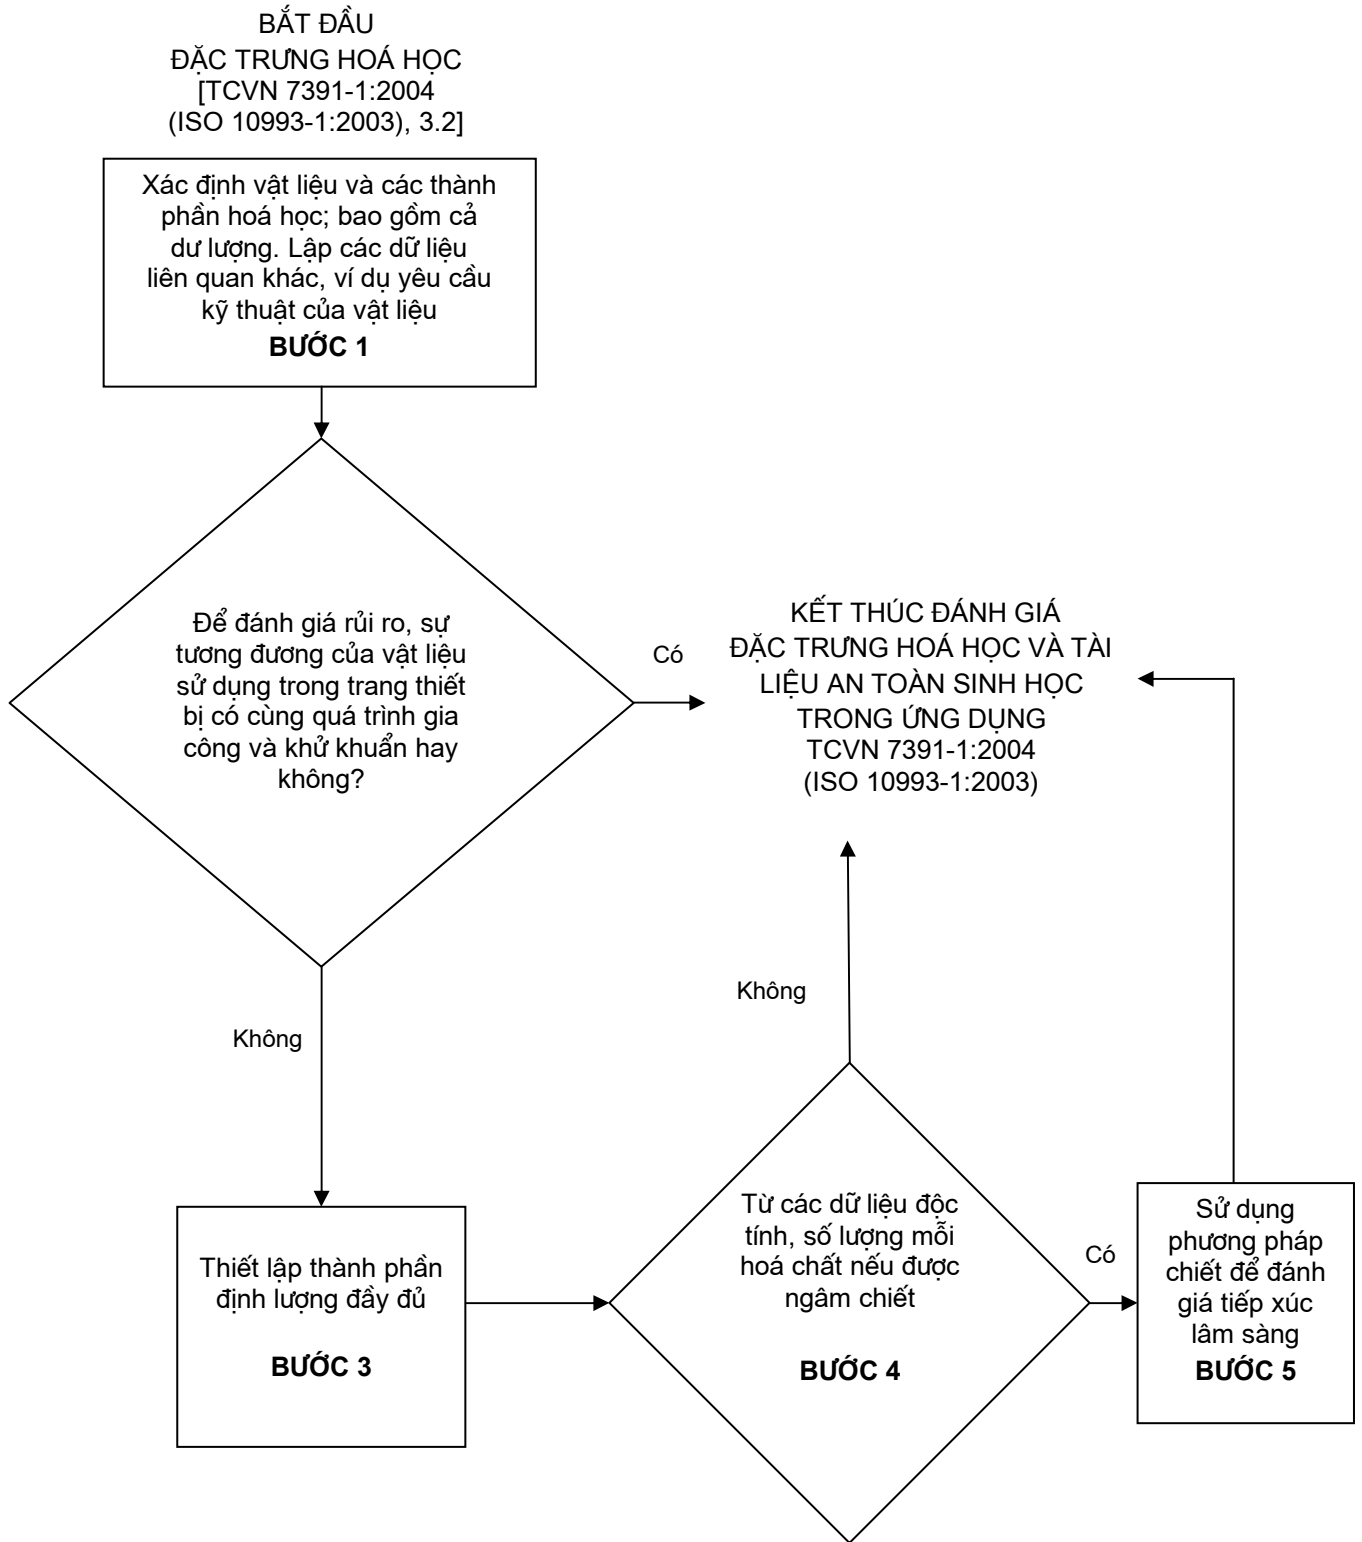 BẮT ĐẦU
ĐẶC TRƯNG HOÁ HỌC
[TCVN 7391-1:2004
(ISO 10993-1:2003), 3.2]
Xác định vật liệu và các thành
phần hoá học; bao gồm cả
dư lượng. Lập các dữ liệu
liên quan khác, ví dụ yêu cầu
kỹ thuật của vật liệu
BƯỚC 1
Để đánh giá rủi ro, sự
tương đương của vật liệu
sử dụng trong trang thiết
bị có cùng quá trình gia
công và khử khuẩn hay
không?
Có
KẾT THÚC ĐÁNH GIÁ
ĐẶC TRƯNG HOÁ HỌC VÀ TÀI
LIỆU AN TOÀN SINH HỌC
TRONG ỨNG DỤNG
TCVN 7391-1:2004
(ISO 10993-1:2003)
Không
Không
Thiết lập thành phần
định lượng đầy đủ
BƯỚC 3
Từ các dữ liệu độc
tính, số lượng mỗi
hoá chất nếu được
ngâm chiết
BƯỚC 4
Có
Sử dụng
phương pháp
chiết để đánh
giá tiếp xúc
lâm sàng
BƯỚC 5